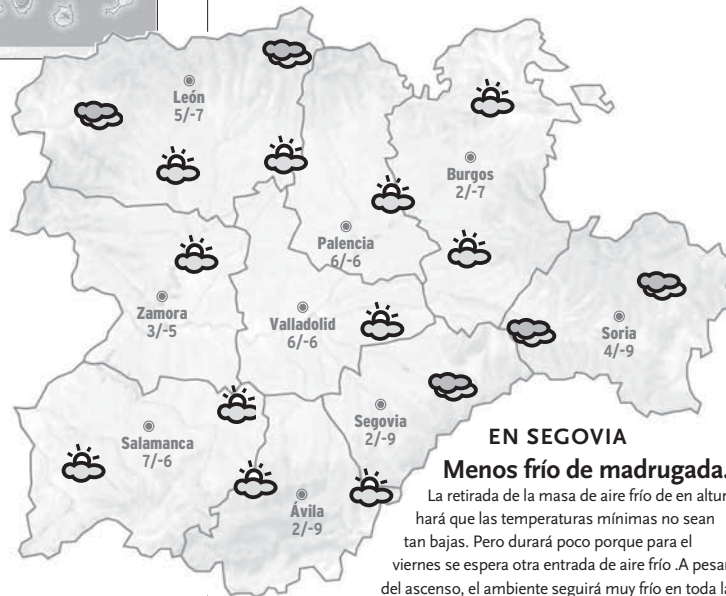 León
5/-7
Burgos
2/-7
Palencia
6/-6
Zamora
3/-5
Valladolid
6/-6
Soria
4/-9
Segovia
2/-9
Salamanca
7/-6
Ávila
2/-9
EN SEGOVIA
Menos frío de madrugada.
La retirada de la masa de aire frío de en altur
hará que las temperaturas mínimas no sean
tan bajas. Pero durará poco porque para el
viernes se espera otra entrada de aire frío .A pesar
del ascenso, el ambiente seguirá muy frío en toda la